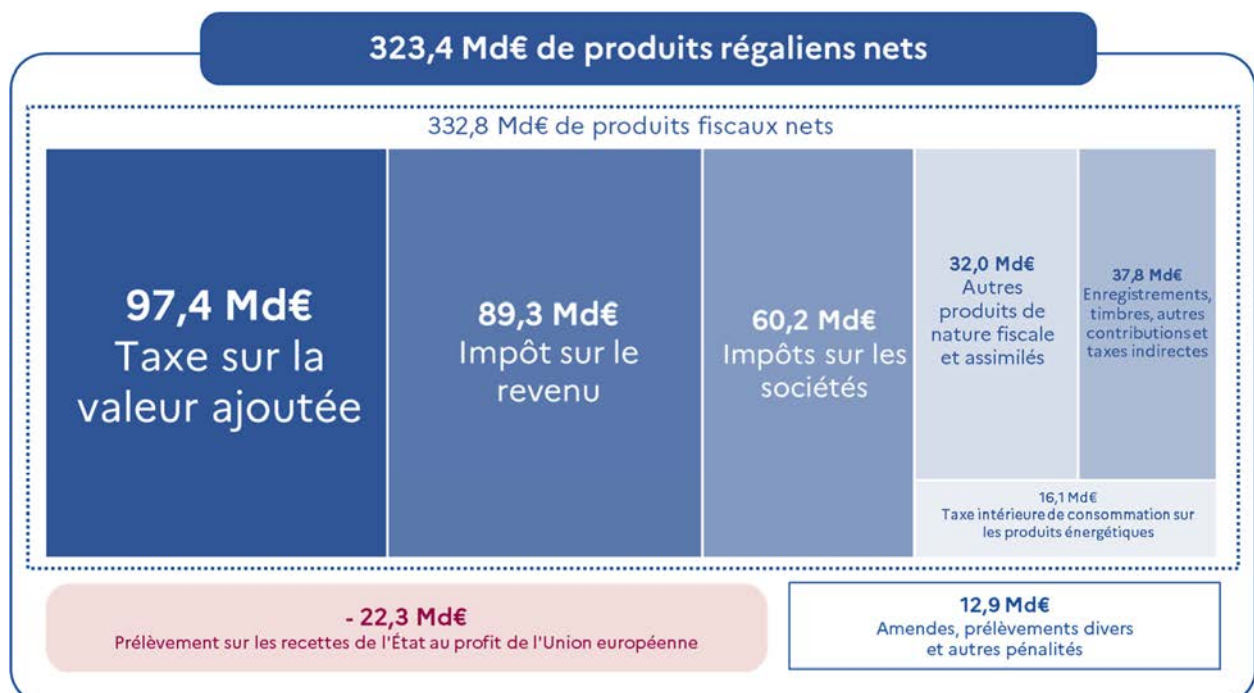 323,4 Md€ de produits régaliens nets
332,8 Md€ de produits fiscaux nets
97,4 Md€
Taxe sur la
valeur ajoutée
89,3 Md€
Impôt sur le
revenu
60,2 Md€
Impôts sur les
sociétés
32,0 Md€
Autres
produits de
nature fiscale
et assimilés
37,8 Md€
Enregistrements,
timbres, autres
contributions et
taxes indirectes
16,1 Md€
Taxe intérieure de consommation sur
les produits énergétiques
- 22,3 Md€
Prélèvement sur les recettes de l'État au profit de l'Union européenne
12,9 Md€
Amendes, prélèvements divers
et autres pénalités